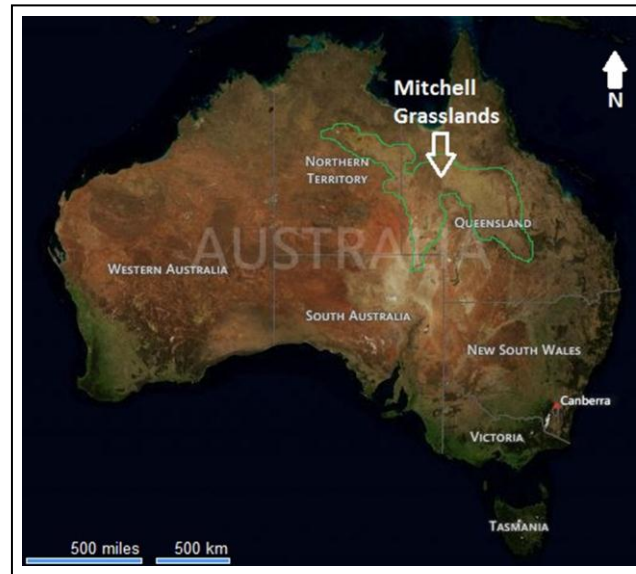 Mitchell
Grasslands
N
NORTHERN
TERRITORY
QUEENSLAND
AUSTRALIA
WESTERN AUSTRALIA
SOUTH AUSTRALIA
NEW SOUTH WALES
Canberra
VICTORIA
TASMANIA
500 miles 500 km